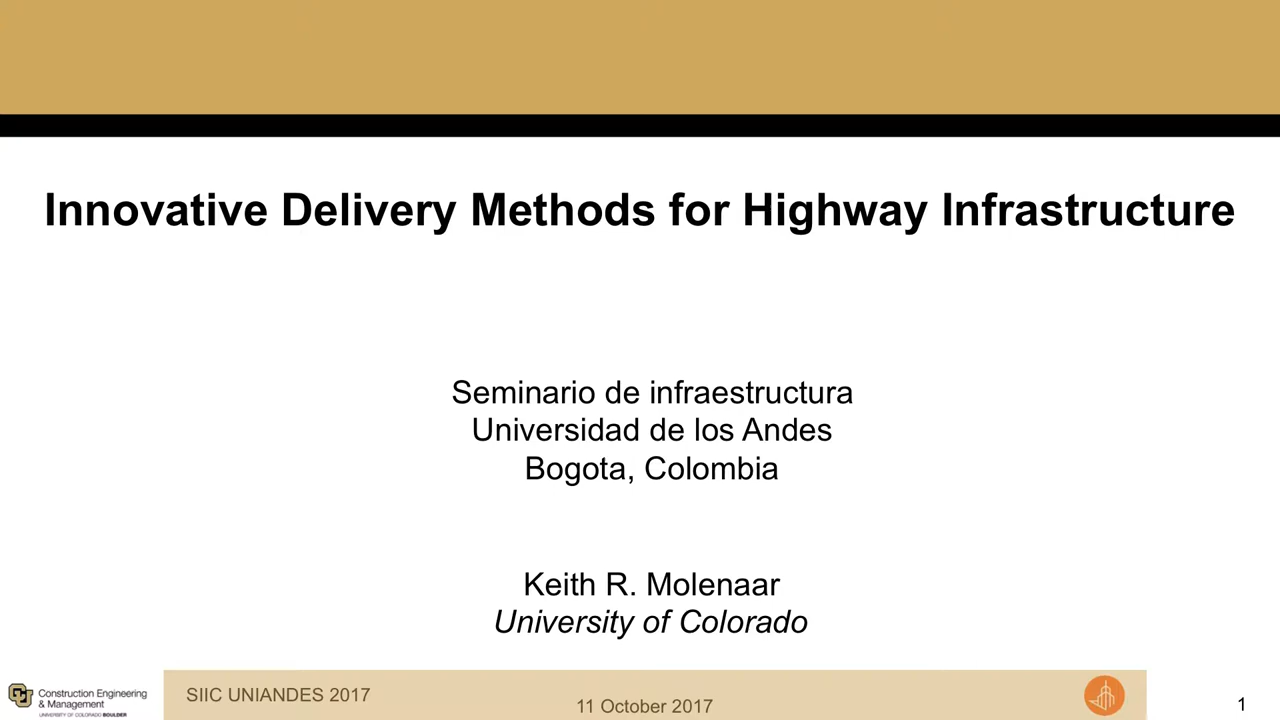 Innovative Delivery Methods for Highway Infrastructure
Seminario de infraestructura
Universidad de los Andes
Bogota, Colombia
Keith R. Molenaar
University of Colorado
CU
Construction Engineering
& Management
UNIVERSITY OF COLORADO BOULDER
SIIC UNIANDES 2017
11 October 2017
1